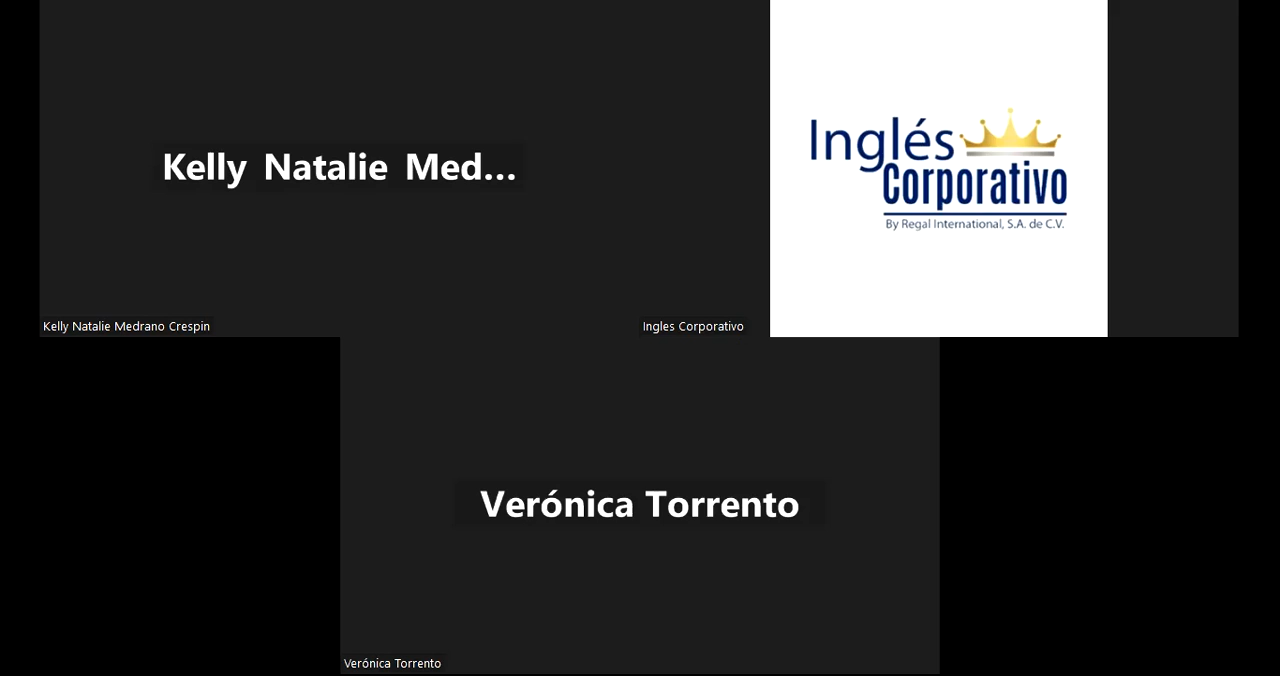 Kelly Natalie Med...
Inglés
Corporativo
By Regal International, S.A. de C.V.
Kelly Natalie Medrano Crespin
Ingles Corporativo
Verónica Torrento
Verónica Torrento